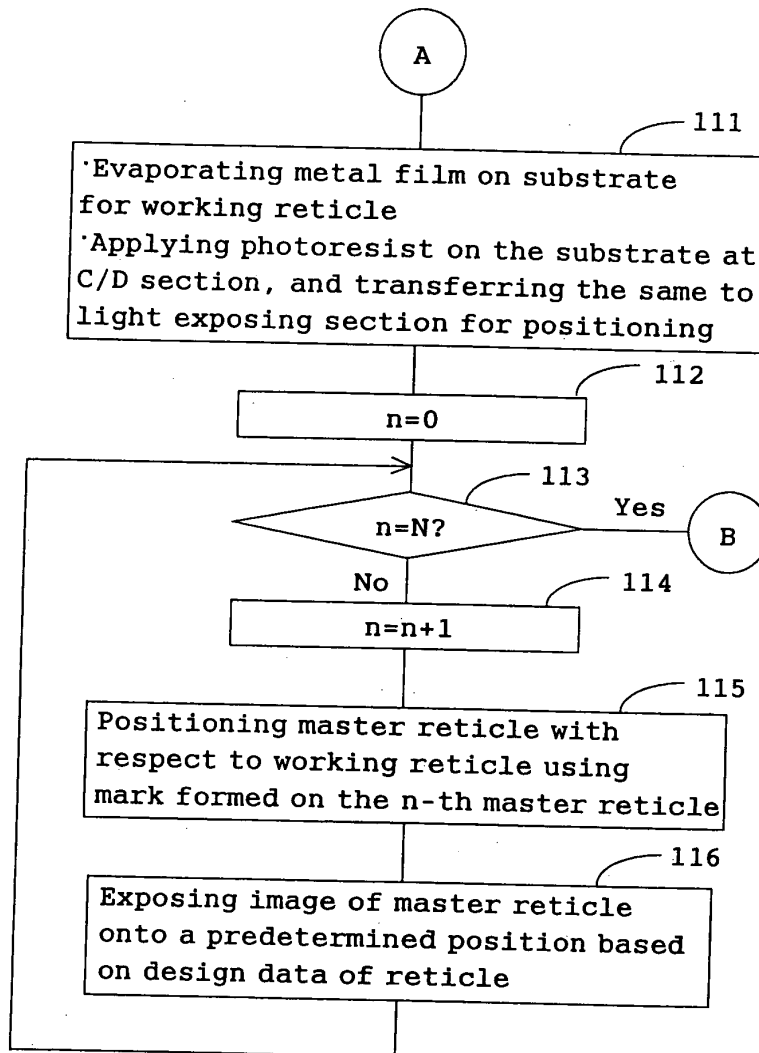 A
111
·Evaporating metal film on substrate
for working reticle
·Applying photoresist on the substrate at
C/D section, and transferring the same to
light exposing section for positioning
112
n=0
113
n=N?
Yes
B
No
114
n=n+1
115
Positioning master reticle with
respect to working reticle using
mark formed on the n-th master reticle
116
Exposing image of master reticle
onto a predetermined position based
on design data of reticle